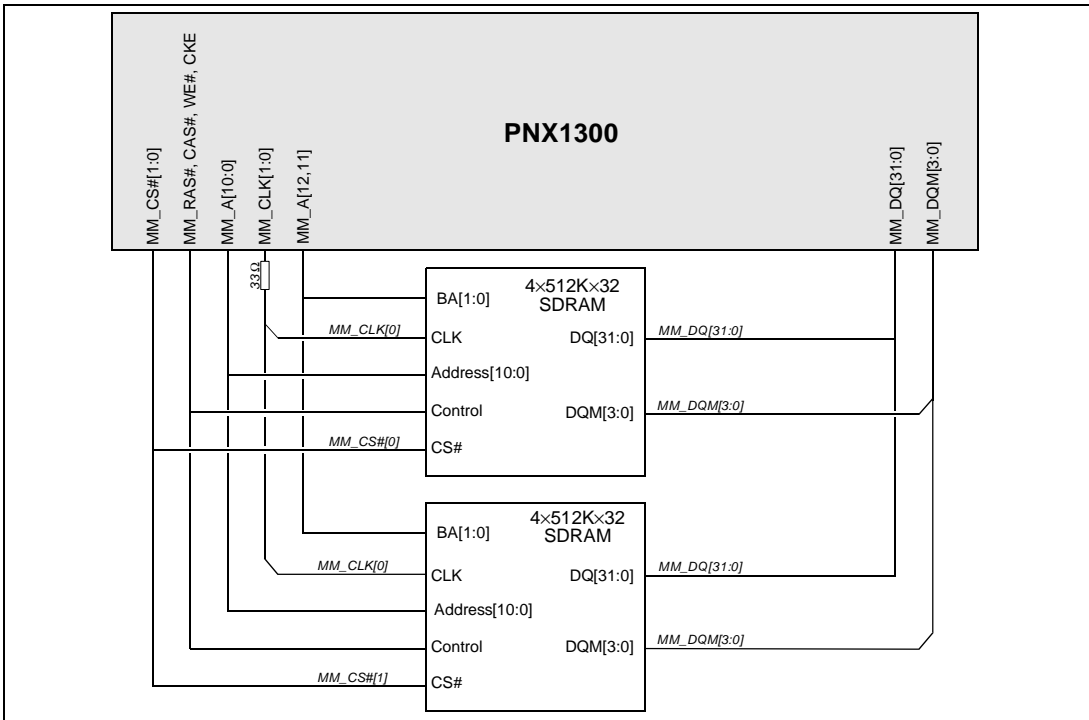 PNX1300
MM_CS#[1:0]
MM_RAS#, CAS#, WE#, CKE
MM_A[10:0]
MM_CLK[1:0]
MM_A[12,11]
MM_DQ[31:0]
MM_DQM[3:0]
33Ω
4×512K×32
SDRAM
BA[1:0]
MM_CLK[0]
CLK
DQ[31:0]
MM_DQ[31:0]
Address[10:0]
Control
DQM[3:0]
MM_DQM[3:0]
MM_CS#[0]
CS#
4×512K×32
SDRAM
BA[1:0]
MM_CLK[0]
CLK
DQ[31:0]
MM_DQ[31:0]
Address[10:0]
Control
DQM[3:0]
MM_DQM[3:0]
MM_CS#[1]
CS#